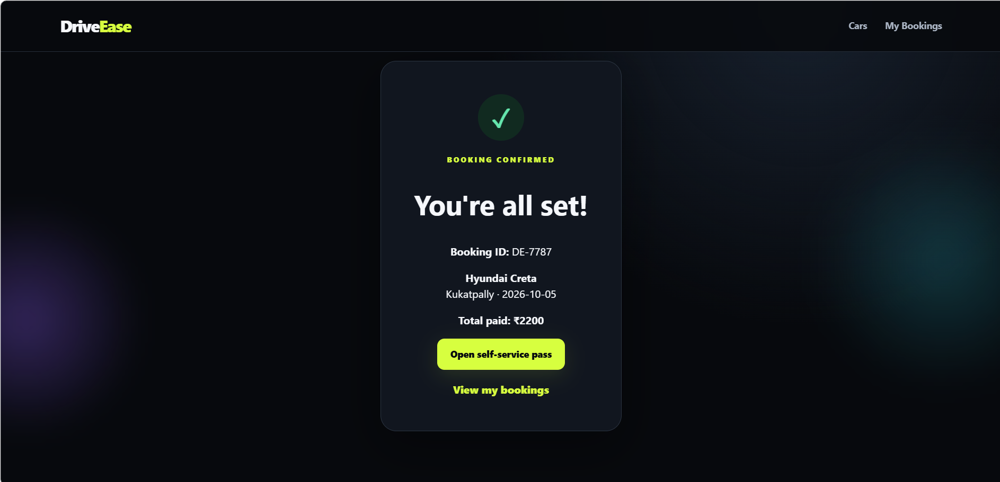 DriveEase
Cars
My Bookings
✓
BOOKING CONFIRMED
You're all set!
Booking ID: DE-7787
Hyundai Creta
Kukatpally · 2026-10-05
Total paid: ₹2200
Open self-service pass
View my bookings